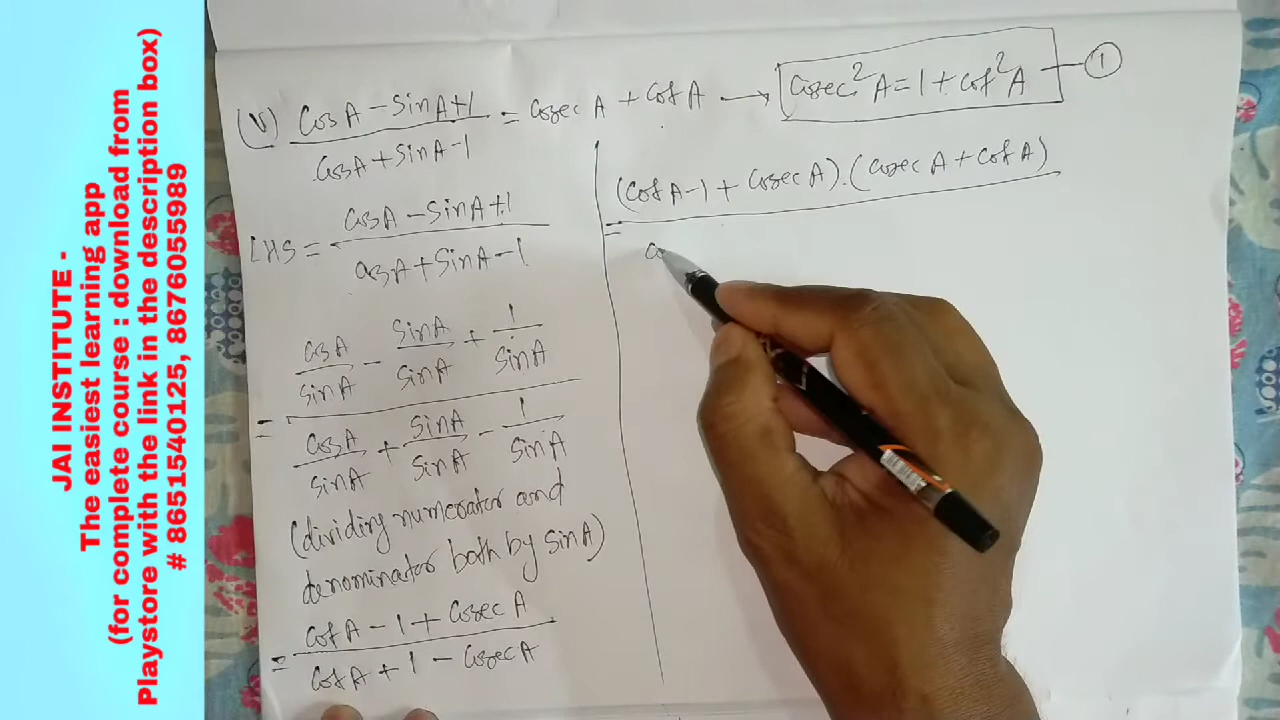 JAI INSTITUTE -
The easiest learning app
(for complete course : download from
Playstore with the link in the description box)
# 8651540125, 8676055989
(V) (cosA - sinA+1)/(cosA + sinA-1) = cosec A + cot A → cosec²A = 1 + cot²A — ①
LHS = (cosA - sinA+1)/(cosA + sinA - 1)
= (cosA/sinA - sinA/sinA + 1/sinA)/(cosA/sinA + sinA/sinA - 1/sinA)
(dividing numerator and
denominator both by sinA)
= (cotA - 1 + cosec A)/(cotA + 1 - cosecA)
= (cotA-1 + cosecA).(cosec A + cotA)
co